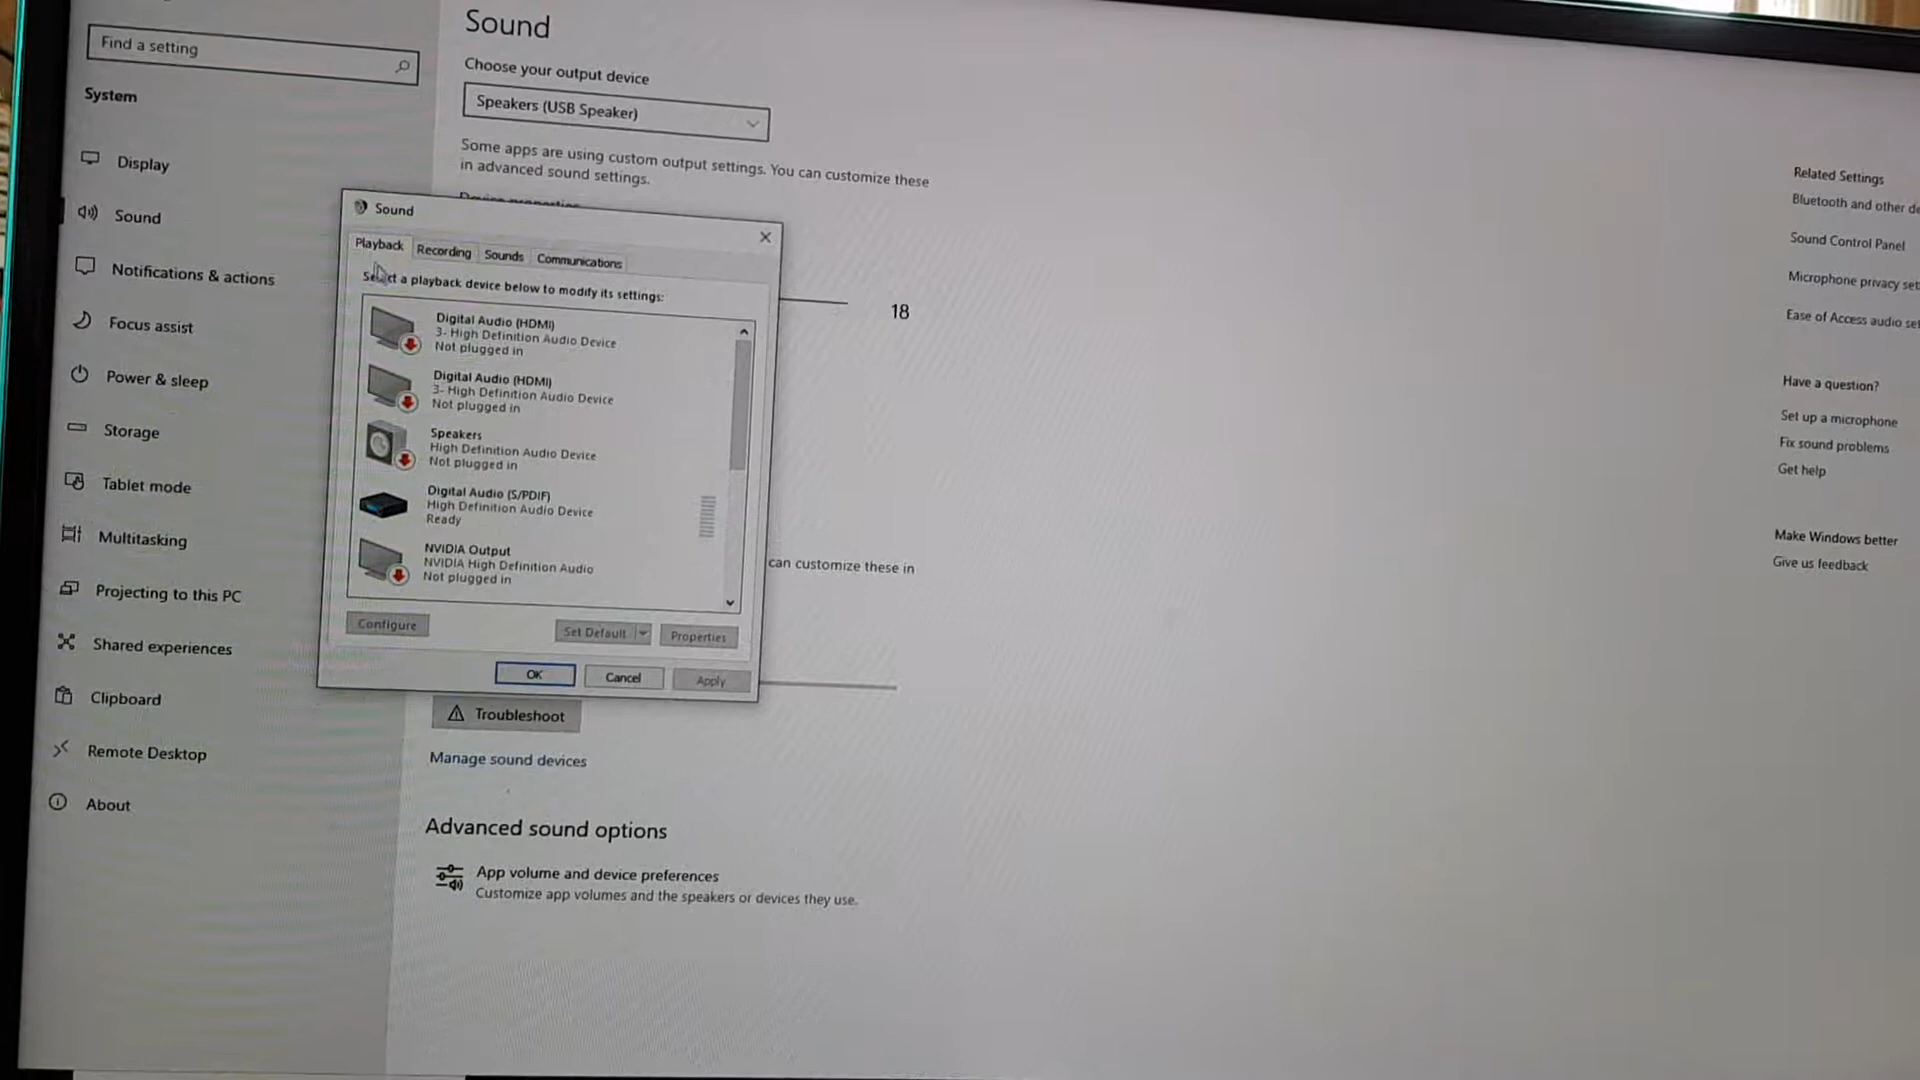 Find a setting
System
Display
Sound
Notifications & actions
Focus assist
Power & sleep
Storage
Tablet mode
Multitasking
Projecting to this PC
Shared experiences
Clipboard
Remote Desktop
About
Sound
Choose your output device
Speakers (USB Speaker)
Some apps are using custom output settings. You can customize these
in advanced sound settings.
Device properties
18
can customize these in
Sound
Playback
Recording
Sounds
Communications
Select a playback device below to modify its settings:
Digital Audio (HDMI)
3- High Definition Audio Device
Not plugged in
Digital Audio (HDMI)
3- High Definition Audio Device
Not plugged in
Speakers
High Definition Audio Device
Not plugged in
Digital Audio (S/PDIF)
High Definition Audio Device
Ready
NVIDIA Output
NVIDIA High Definition Audio
Not plugged in
Configure
Set Default
Properties
OK
Cancel
Apply
Troubleshoot
Manage sound devices
Advanced sound options
App volume and device preferences
Customize app volumes and the speakers or devices they use.
Related Settings
Bluetooth and other de
Sound Control Panel
Microphone privacy set
Ease of Access audio set
Have a question?
Set up a microphone
Fix sound problems
Get help
Make Windows better
Give us feedback